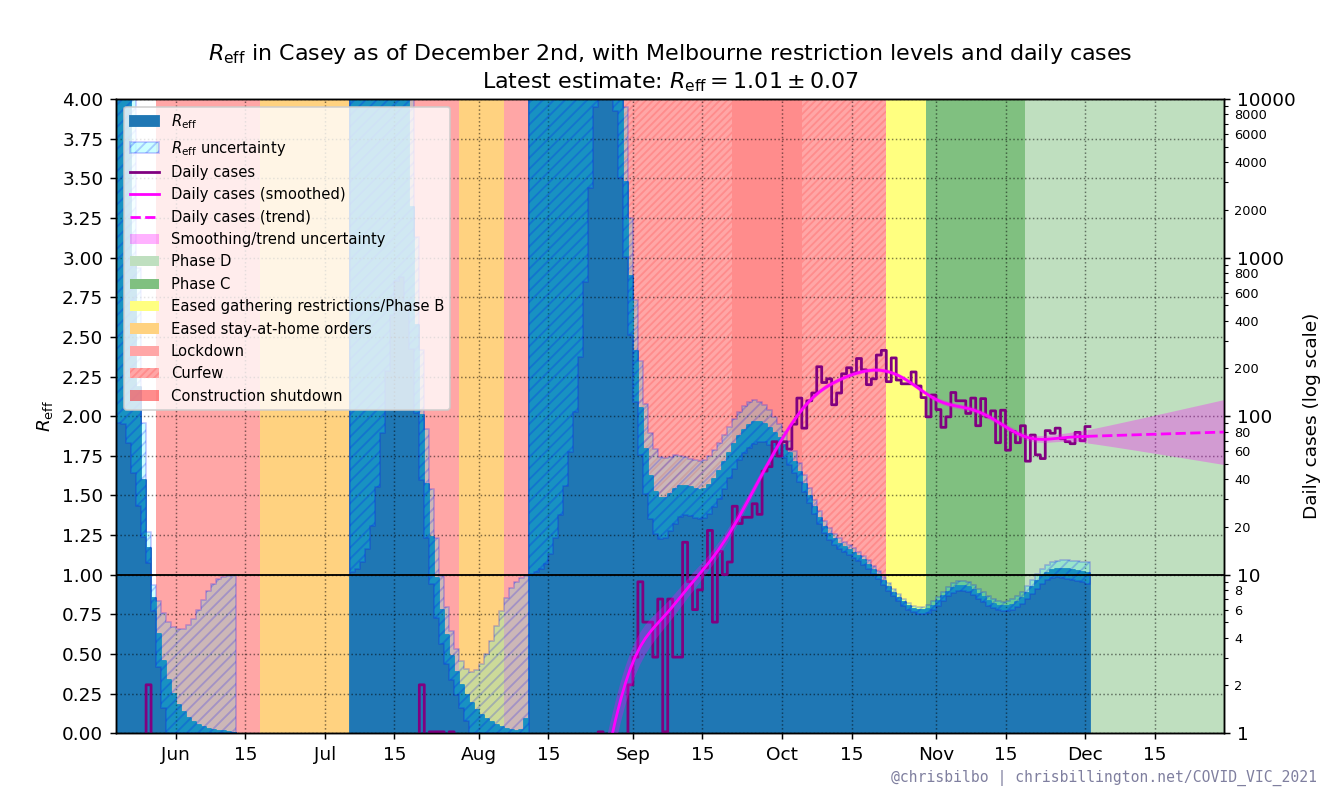 R_eff in Casey as of December 2nd, with Melbourne restriction levels and daily cases
Latest estimate: R_eff = 1.01 ± 0.07
R_eff
R_eff uncertainty
Daily cases
Daily cases (smoothed)
Daily cases (trend)
Smoothing/trend uncertainty
Phase D
Phase C
Eased gathering restrictions/Phase B
Eased stay-at-home orders
Lockdown
Curfew
Construction shutdown
R_eff
4.00
3.75
3.50
3.25
3.00
2.75
2.50
2.25
2.00
1.75
1.50
1.25
1.00
0.75
0.50
0.25
0.00
Jun 15 Jul 15 Aug 15 Sep 15 Oct 15 Nov 15 Dec 15
10000
8000
6000
4000
2000
1000
800
600
400
200
100
80
60
40
20
10
8
6
4
2
1
Daily cases (log scale)
@chrisbilbo | chrisbillington.net/COVID_VIC_2021